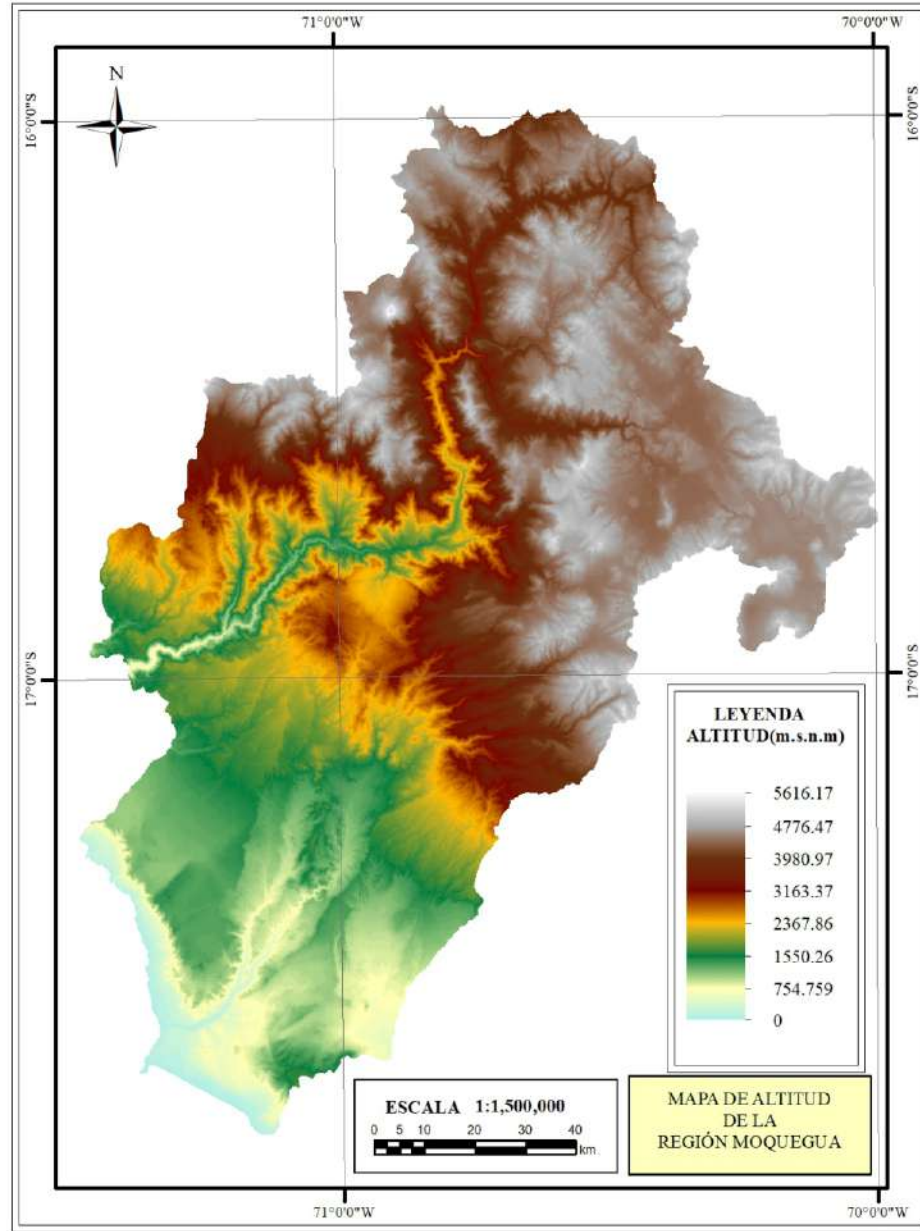 71°0'0"W
70°0'0"W
N
16°0'0"S
16°0'0"S
17°0'0"S
17°0'0"S
LEYENDA
ALTITUD(m.s.n.m)
5616.17
4776.47
3980.97
3163.37
2367.86
1550.26
754.759
0
ESCALA 1:1,500,000
0 5 10 20 30 40
km
MAPA DE ALTITUD
DE LA
REGIÓN MOQUEGUA
71°0'0"W
70°0'0"W